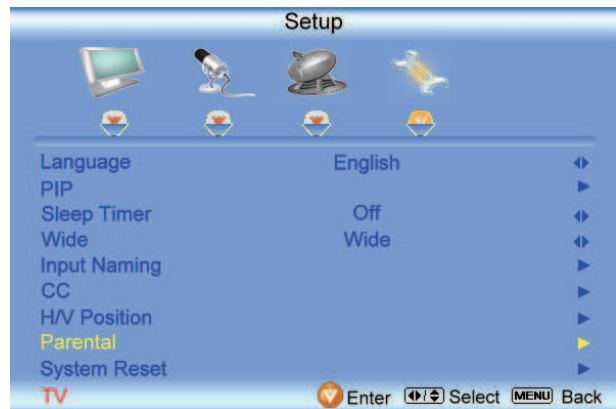 Setup
Language English
PIP
Sleep Timer Off
Wide Wide
Input Naming
CC
H/V Position
Parental
System Reset
TV Enter Select MENU Back